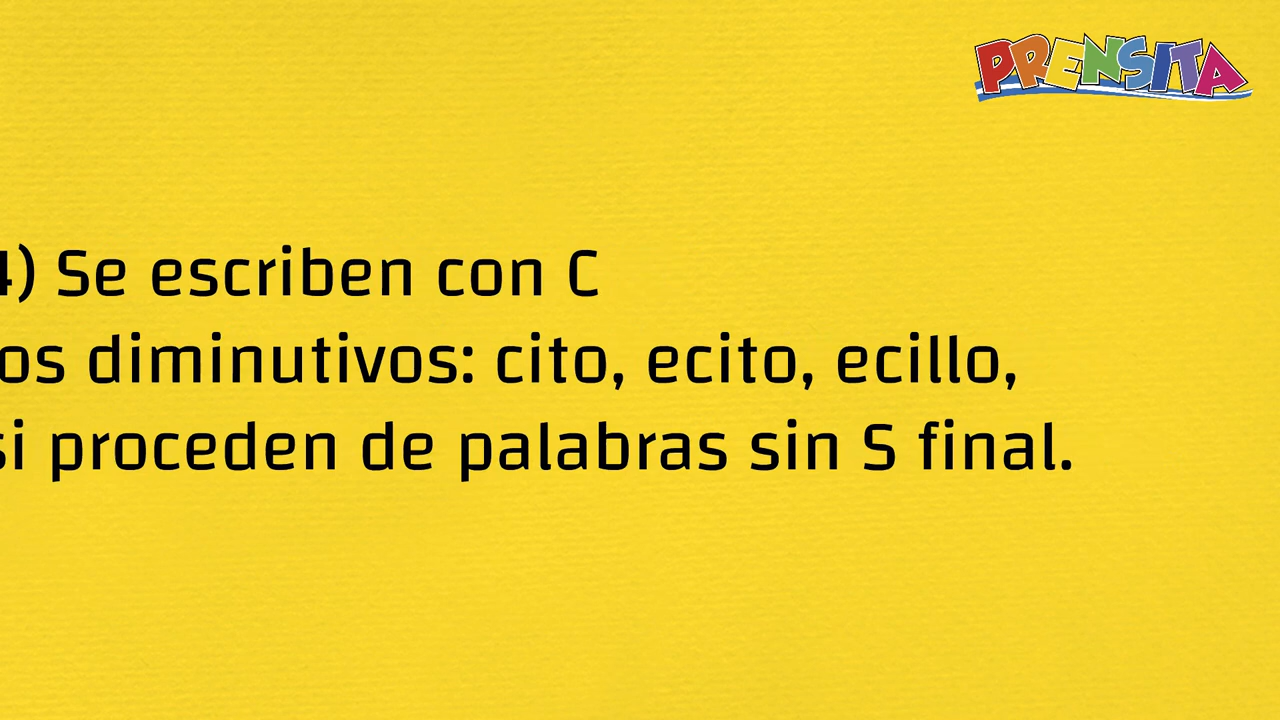 PRENSITA
4) Se escriben con C
os diminutivos: cito, ecito, ecillo,
si proceden de palabras sin S final.